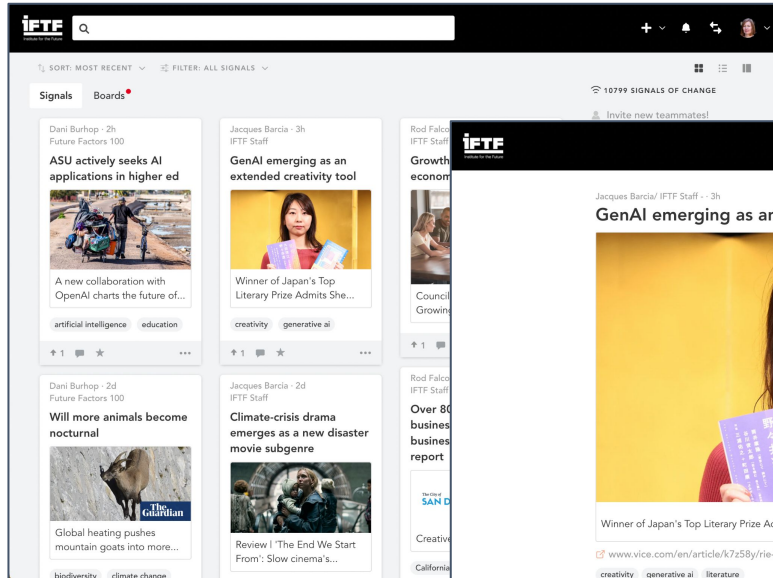 IFTF
Institute for the Future
SORT: MOST RECENT
FILTER: ALL SIGNALS
10799 SIGNALS OF CHANGE
Invite new teammates!
Signals
Boards
Dani Burhop · 2h
Future Factors 100
ASU actively seeks AI
applications in higher ed
A new collaboration with
OpenAI charts the future of...
artificial intelligence
education
1
Jacques Barcia · 3h
IFTF Staff
GenAI emerging as an
extended creativity tool
Winner of Japan's Top
Literary Prize Admits She...
creativity
generative ai
1
Rod Falco
IFTF Staff
Growth
econom
Council
Growing
1
Dani Burhop · 2d
Future Factors 100
Will more animals become
nocturnal
The
Guardian
Global heating pushes
mountain goats into more...
biodiversity
climate change
Jacques Barcia · 2d
IFTF Staff
Climate-crisis drama
emerges as a new disaster
movie subgenre
Review | 'The End We Start
From': Slow cinema's...
Rod Falco
IFTF Staff
Over 80
business
business
report
The City of
SAN D
Creative
California
IFTF
Institute for the Future
Jacques Barcia/ IFTF Staff - · 3h
GenAI emerging as an
Winner of Japan's Top Literary Prize Ad
www.vice.com/en/article/k7z58y/rie-
creativity
generative ai
literature